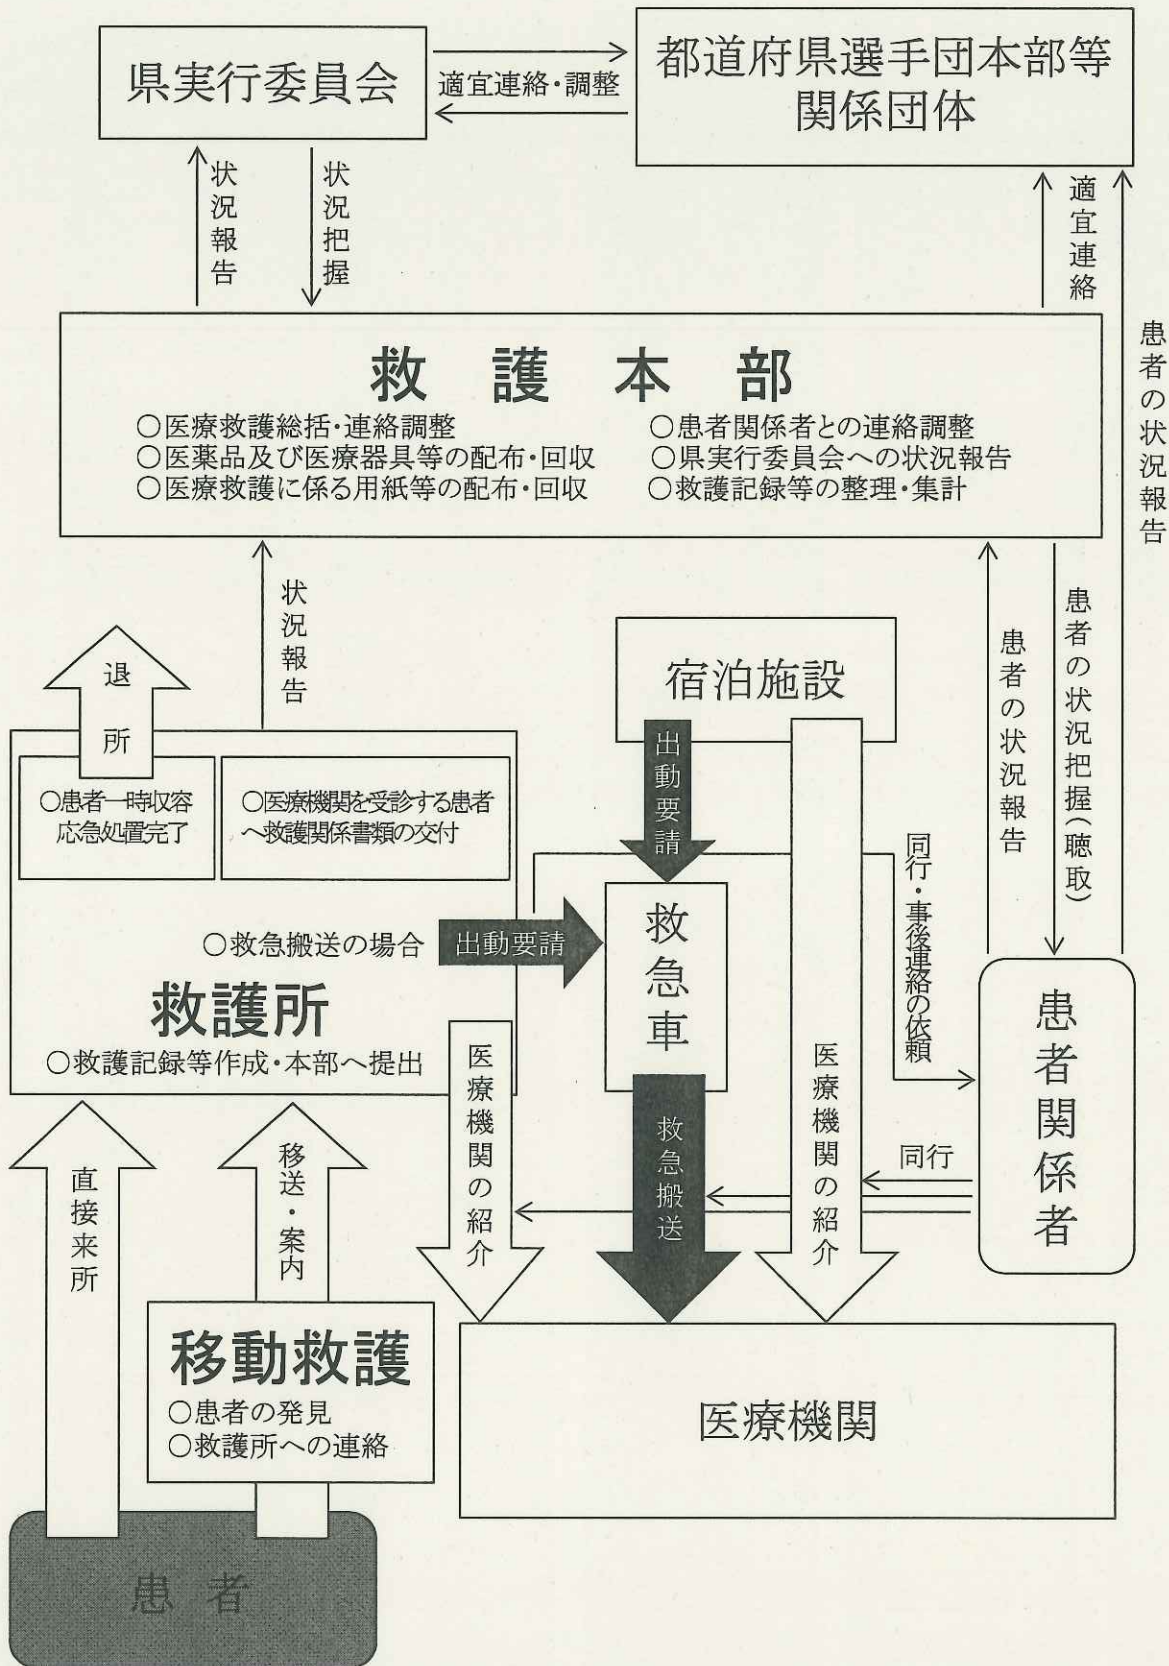 県実行委員会
適宜連絡・調整
都道府県選手団本部等
関係団体
状況報告
状況把握
適宜連絡
患者の状況報告
救護本部
○医療救護総括・連絡調整
○医薬品及び医療器具等の配布・回収
○医療救護に係る用紙等の配布・回収
○患者関係者との連絡調整
○県実行委員会への状況報告
○救護記録等の整理・集計
状況報告
患者の状況報告
患者の状況把握(聴取)
退所
○患者一時収容
応急処置完了
○医療機関を受診する患者
へ救護関係書類の交付
○救急搬送の場合
出動要請
救護所
○救護記録等作成・本部へ提出
宿泊施設
出動要請
救急車
同行・事後連絡の依頼
患者関係者
同行
医療機関の紹介
救急搬送
医療機関の紹介
直接来所
移送・案内
移動救護
○患者の発見
○救護所への連絡
医療機関
患者